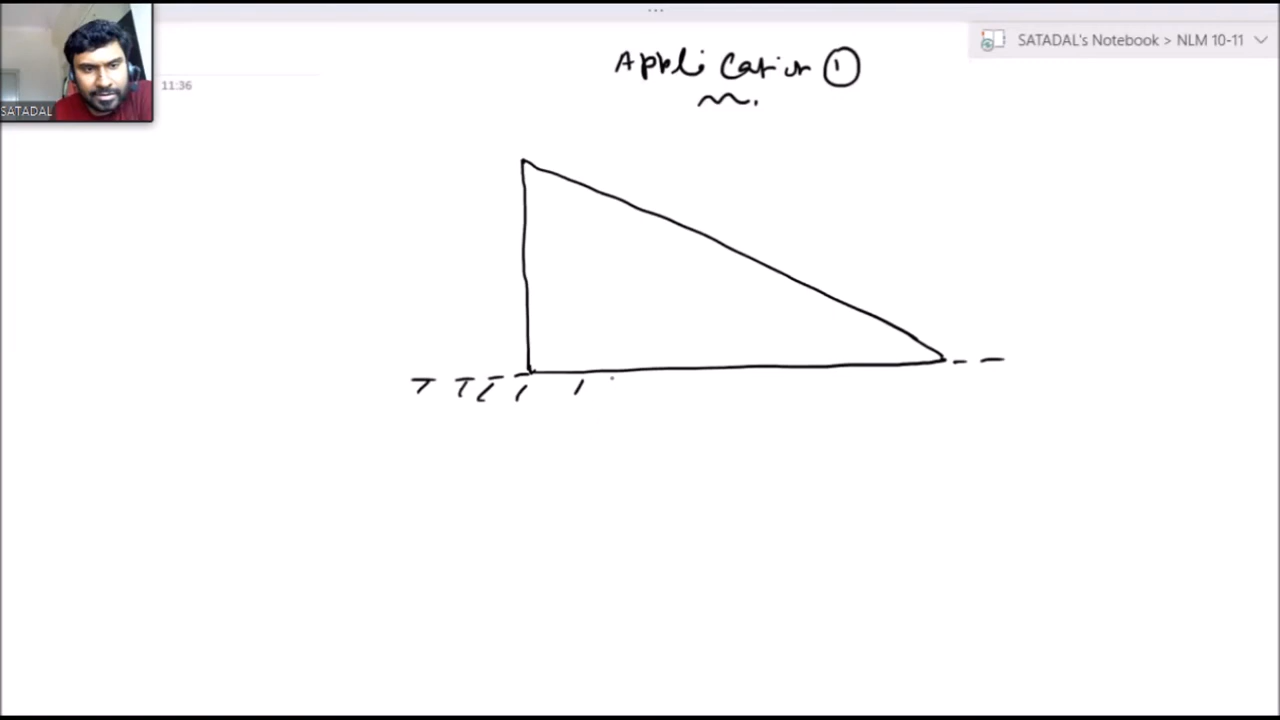 SATADAL's Notebook > NLM 10-11
Application ①
11:36
SATADAL